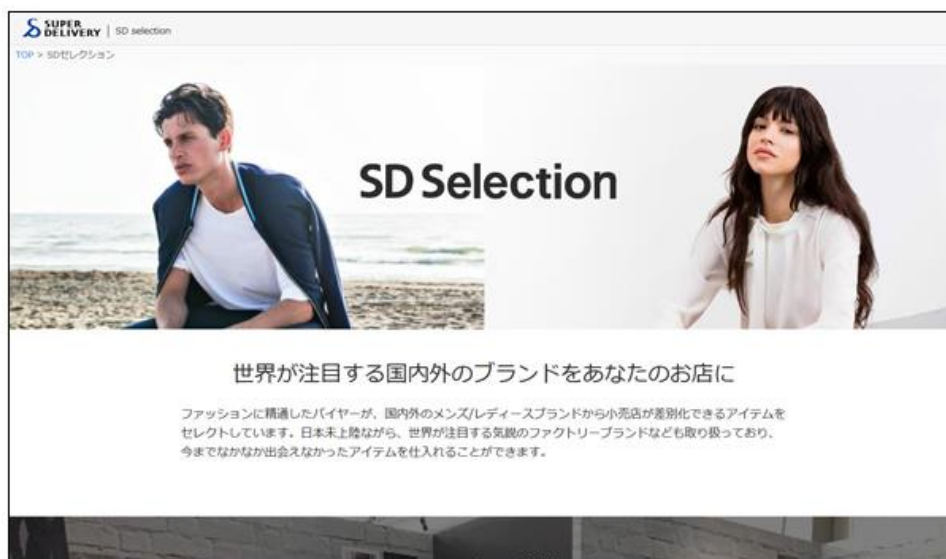 SUPER DELIVERY | SD selection
TOP > SDセレクション
SD Selection
世界が注目する国内外のブランドをあなたのお店に
ファッションに精通したバイヤーが、国内外のメンズ/レディースブランドから小売店が差別化できるアイテムを
セレクトしています。日本未上陸ながら、世界が注目する気鋭のファクトリーブランドなども取り扱っており、
今までなかなか出会えなかったアイテムを仕入れることができます。